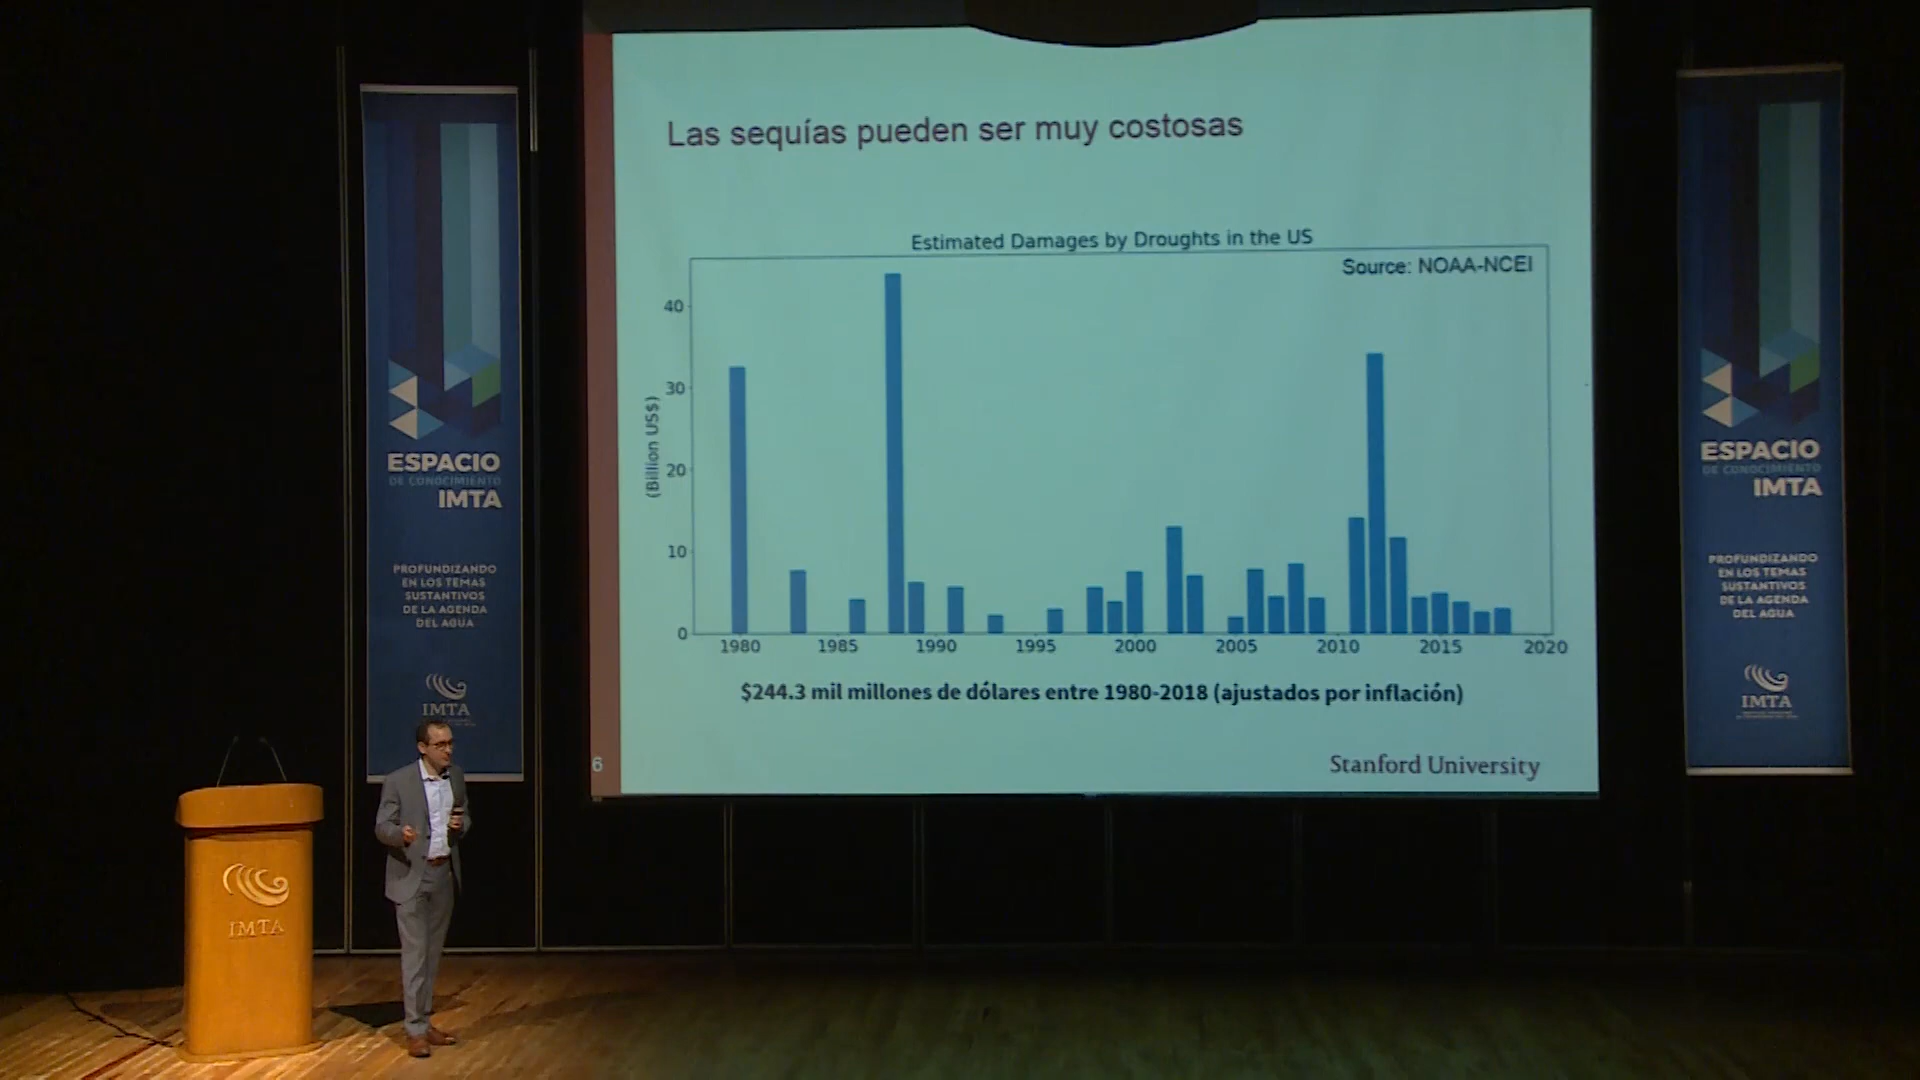 Las sequías pueden ser muy costosas
Estimated Damages by Droughts in the US
Source: NOAA-NCEI
(Billion US$)
40
30
20
10
0
1980 1985 1990 1995 2000 2005 2010 2015 2020
$244.3 mil millones de dólares entre 1980-2018 (ajustados por inflación)
6
Stanford University
ESPACIO
DE CONOCIMIENTO
IMTA
PROFUNDIZANDO
EN LOS TEMAS
SUSTANTIVOS
DE LA AGENDA
DEL AGUA
IMTA
ESPACIO
DE CONOCIMIENTO
IMTA
PROFUNDIZANDO
EN LOS TEMAS
SUSTANTIVOS
DE LA AGENDA
DEL AGUA
IMTA
IMTA